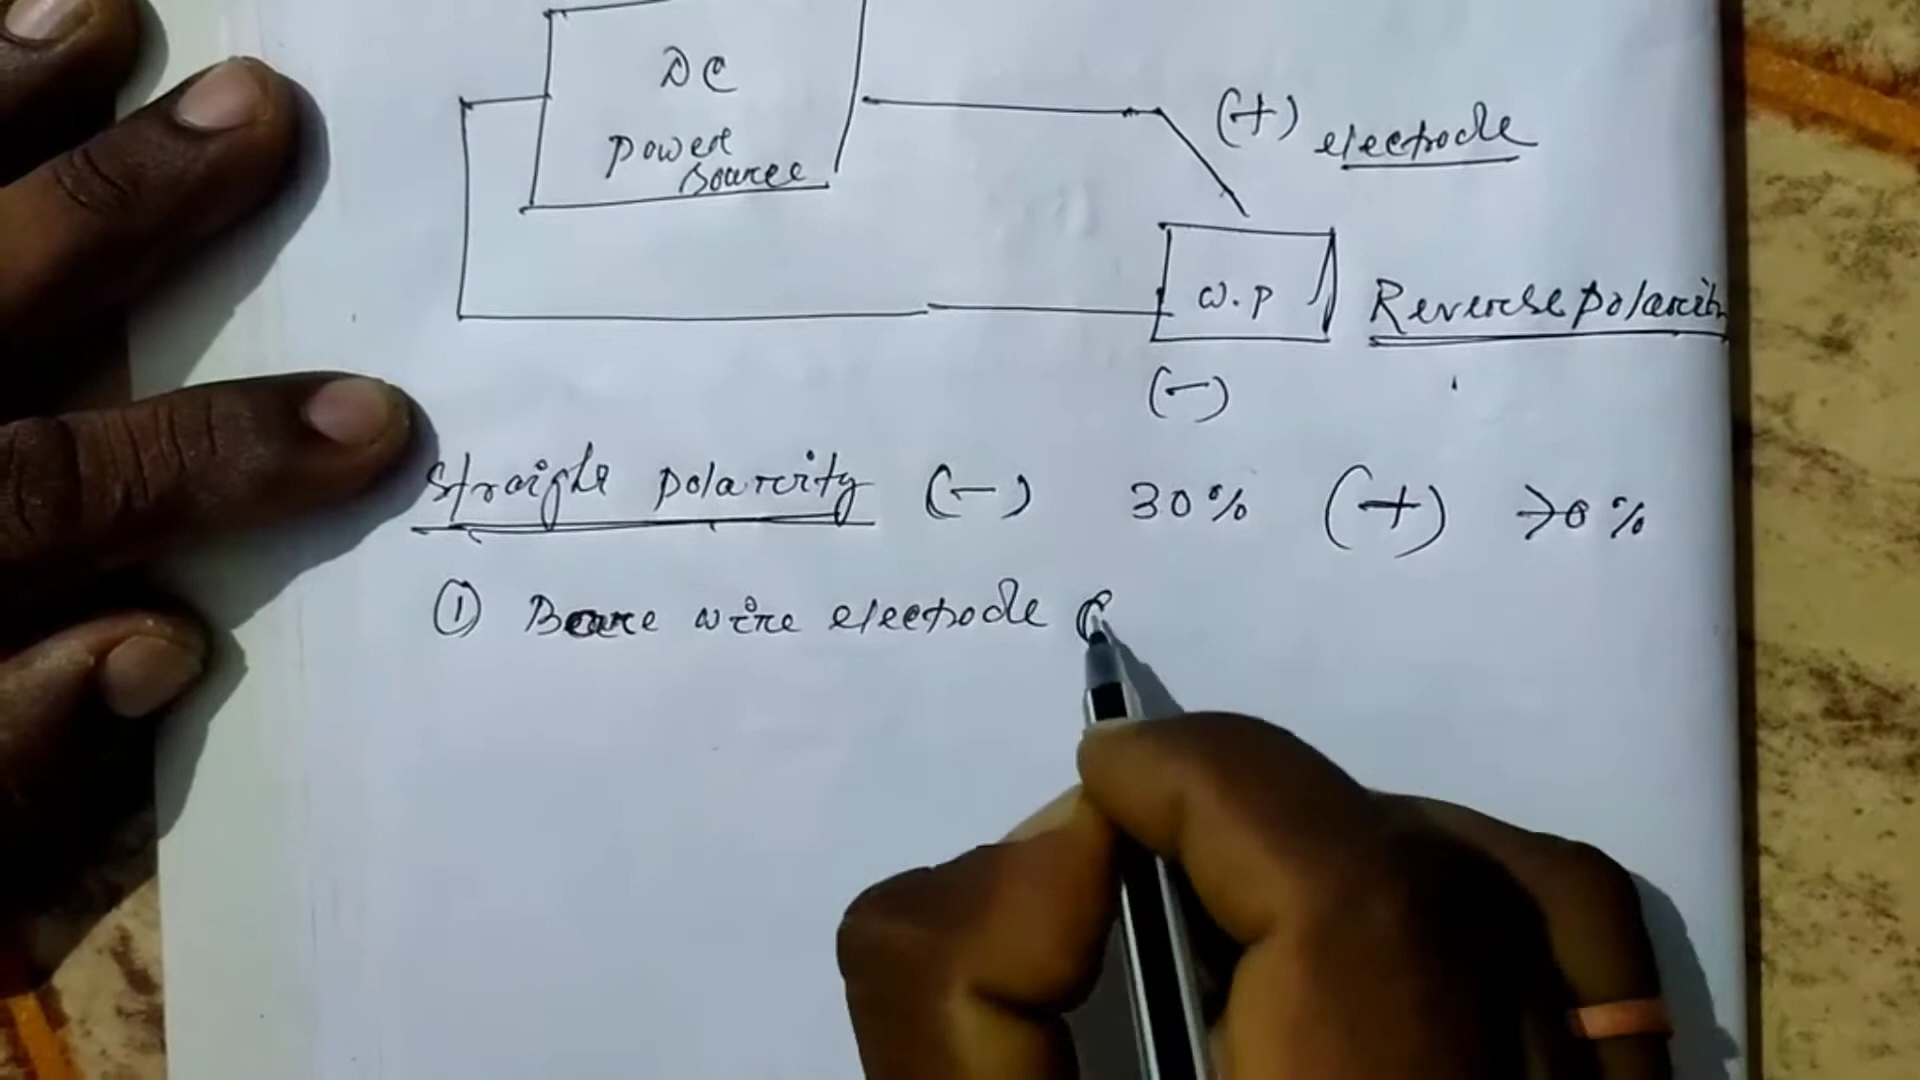 DC
Power
Source
(+) electrode
W.P
Reverse polarity
(-)
Straight polarity (-) 30% (+) 70%
① Bare wire electrode